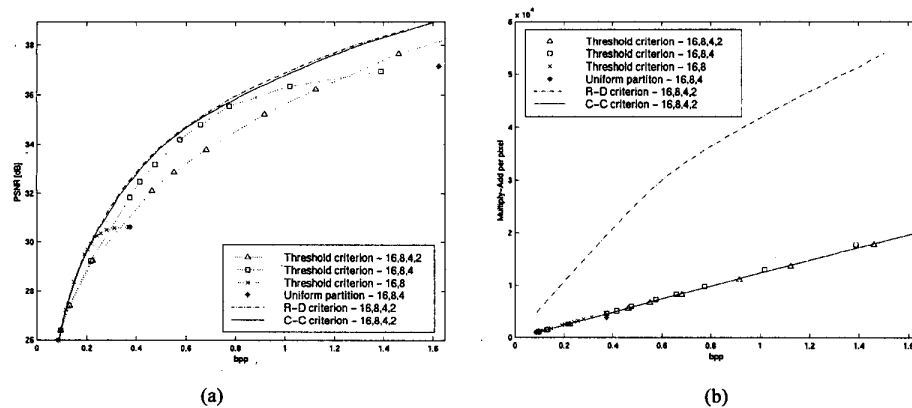 PSNR [dB]
38
36
34
32
30
28
26
0
0.2
0.4
0.6
0.8
1
1.2
1.4
1.6
bpp
Threshold criterion - 16,8,4,2
Threshold criterion - 16,8,4
Threshold criterion - 16,8
Uniform partition - 16,8,4
R-D criterion - 16,8,4,2
C-C criterion - 16,8,4,2
(a)
x 10⁴
Multiply-Add per pixel
6
5
4
3
2
1
0
0
0.2
0.4
0.6
0.8
1
1.2
1.4
1.6
bpp
Threshold criterion - 16,8,4,2
Threshold criterion - 16,8,4
Threshold criterion - 16,8
Uniform partiton - 16,8,4
R-D criterion - 16,8,4,2
C-C criterion - 16,8,4,2
(b)